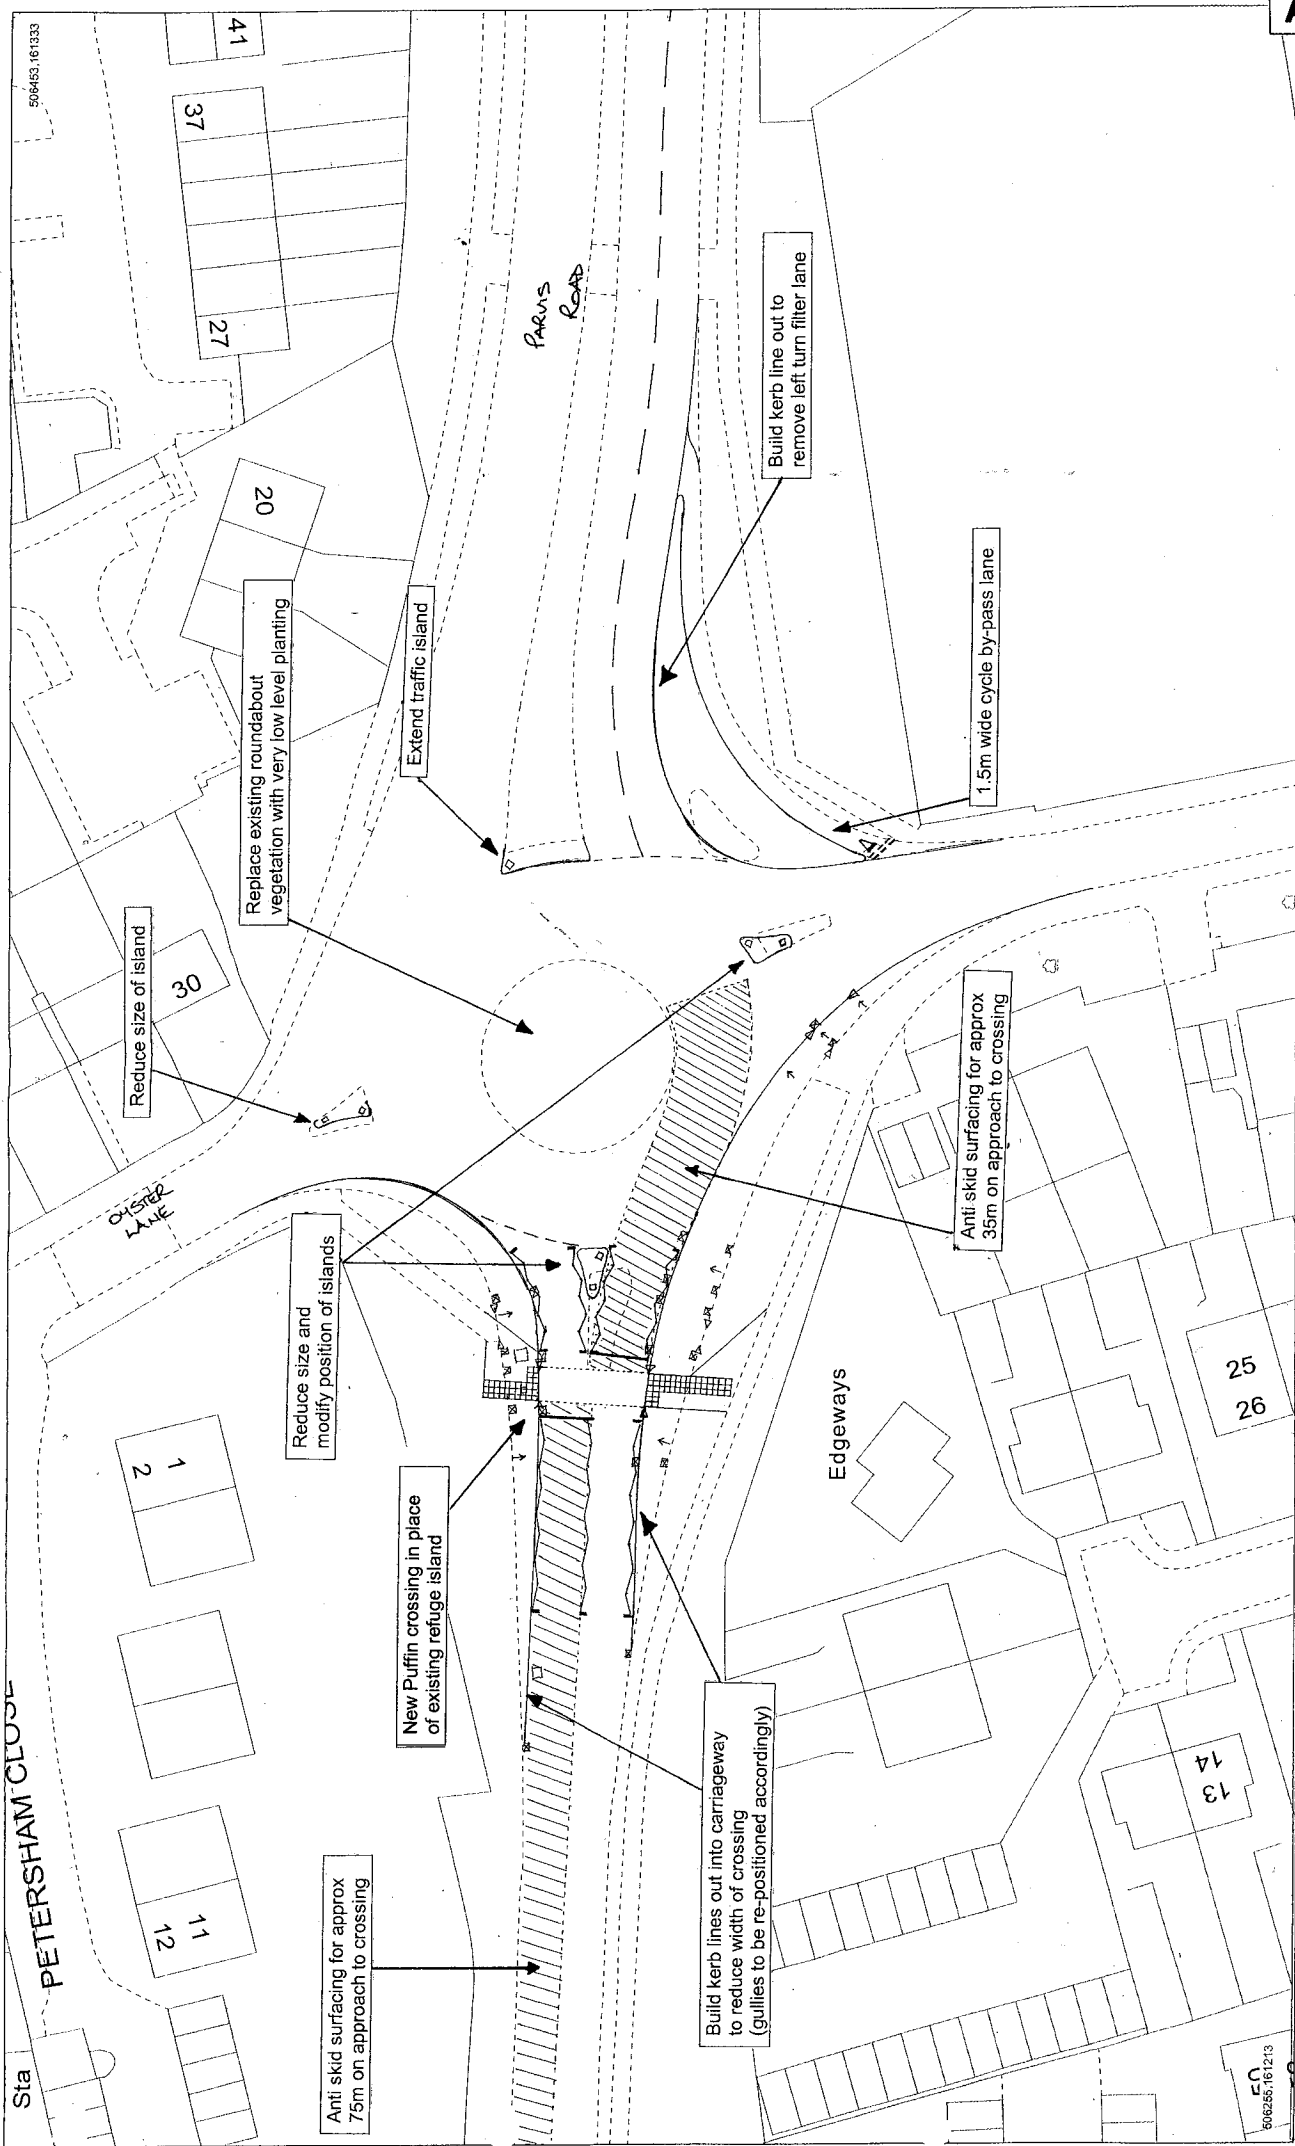 Sta
PETERSHAM CLOSE
506453,161333
41
37
27
20
30
1
2
11
12
OYSTER
LANE
PARVIS
ROAD
Reduce size of island
Replace existing roundabout
vegetation with very low level planting
Extend traffic island
Reduce size and
modify position of islands
New Puffin crossing in place
of existing refuge island
Anti skid surfacing for approx
75m on approach to crossing
Build kerb line out to
remove left turn filter lane
1.5m wide cycle by-pass lane
Anti skid surfacing for approx
35m on approach to crossing
Build kerb lines out into carriageway
to reduce width of crossing
(gullies to be re-positioned accordingly)
Edgeways
25
26
13
14
506255,161213
A